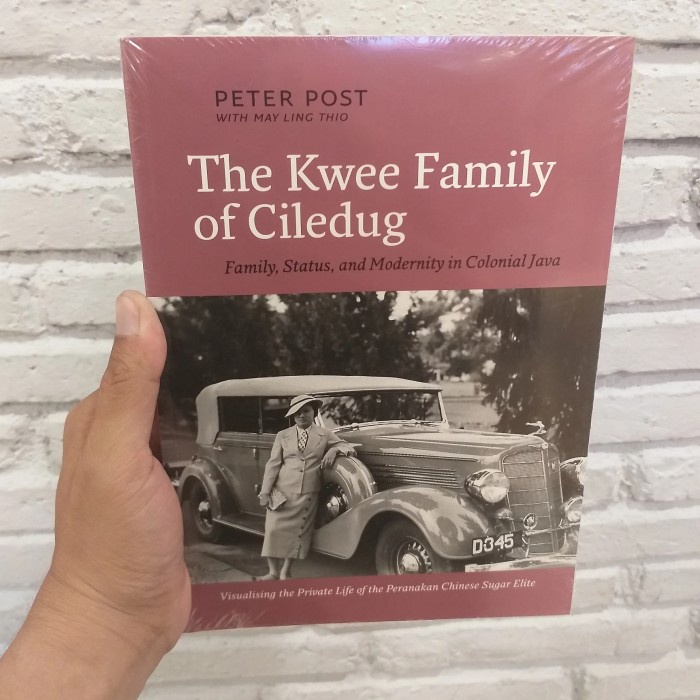 PETER POST
WITH MAY LING THIO
The Kwee Family
of Ciledug
Family, Status, and Modernity in Colonial Java
D345
Visualising the Private Life of the Peranakan Chinese Sugar Elite